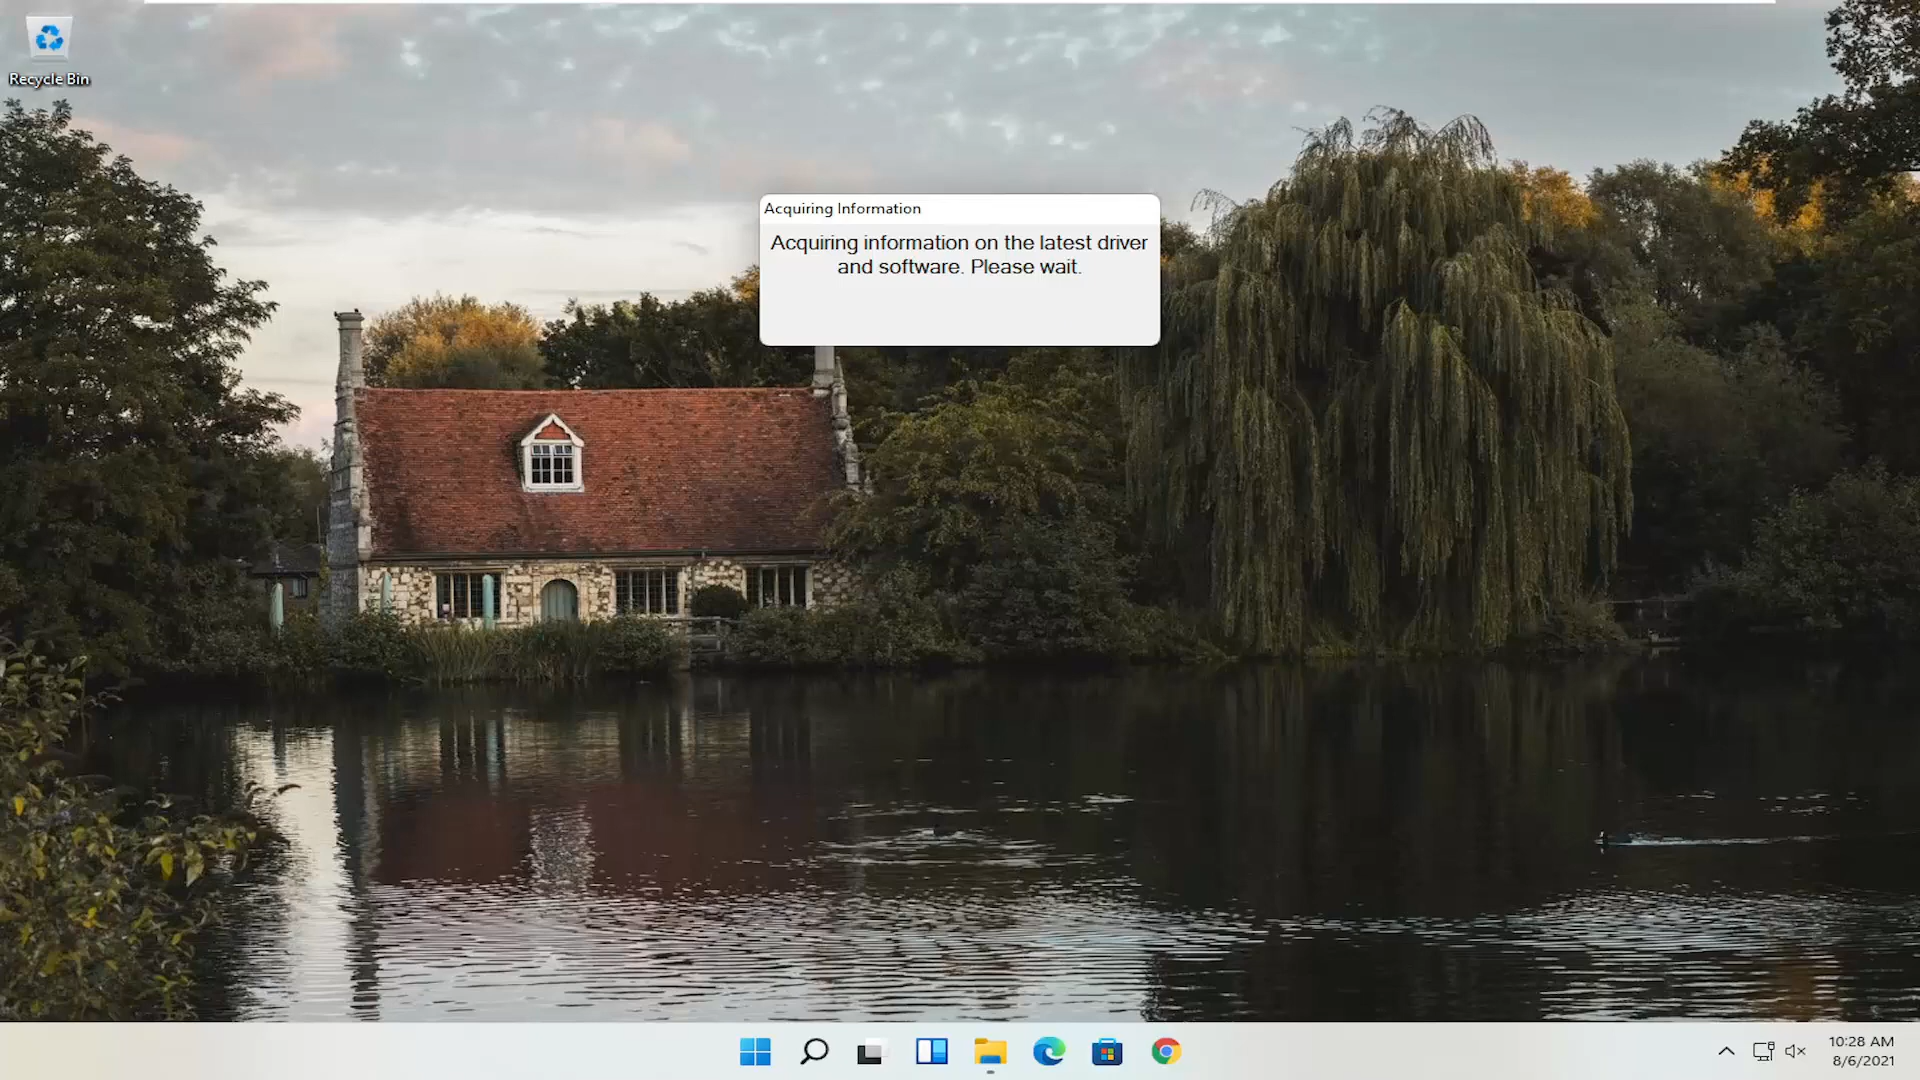 Recycle Bin
Acquiring Information
Acquiring information on the latest driver
and software. Please wait.
10:28 AM
8/6/2021